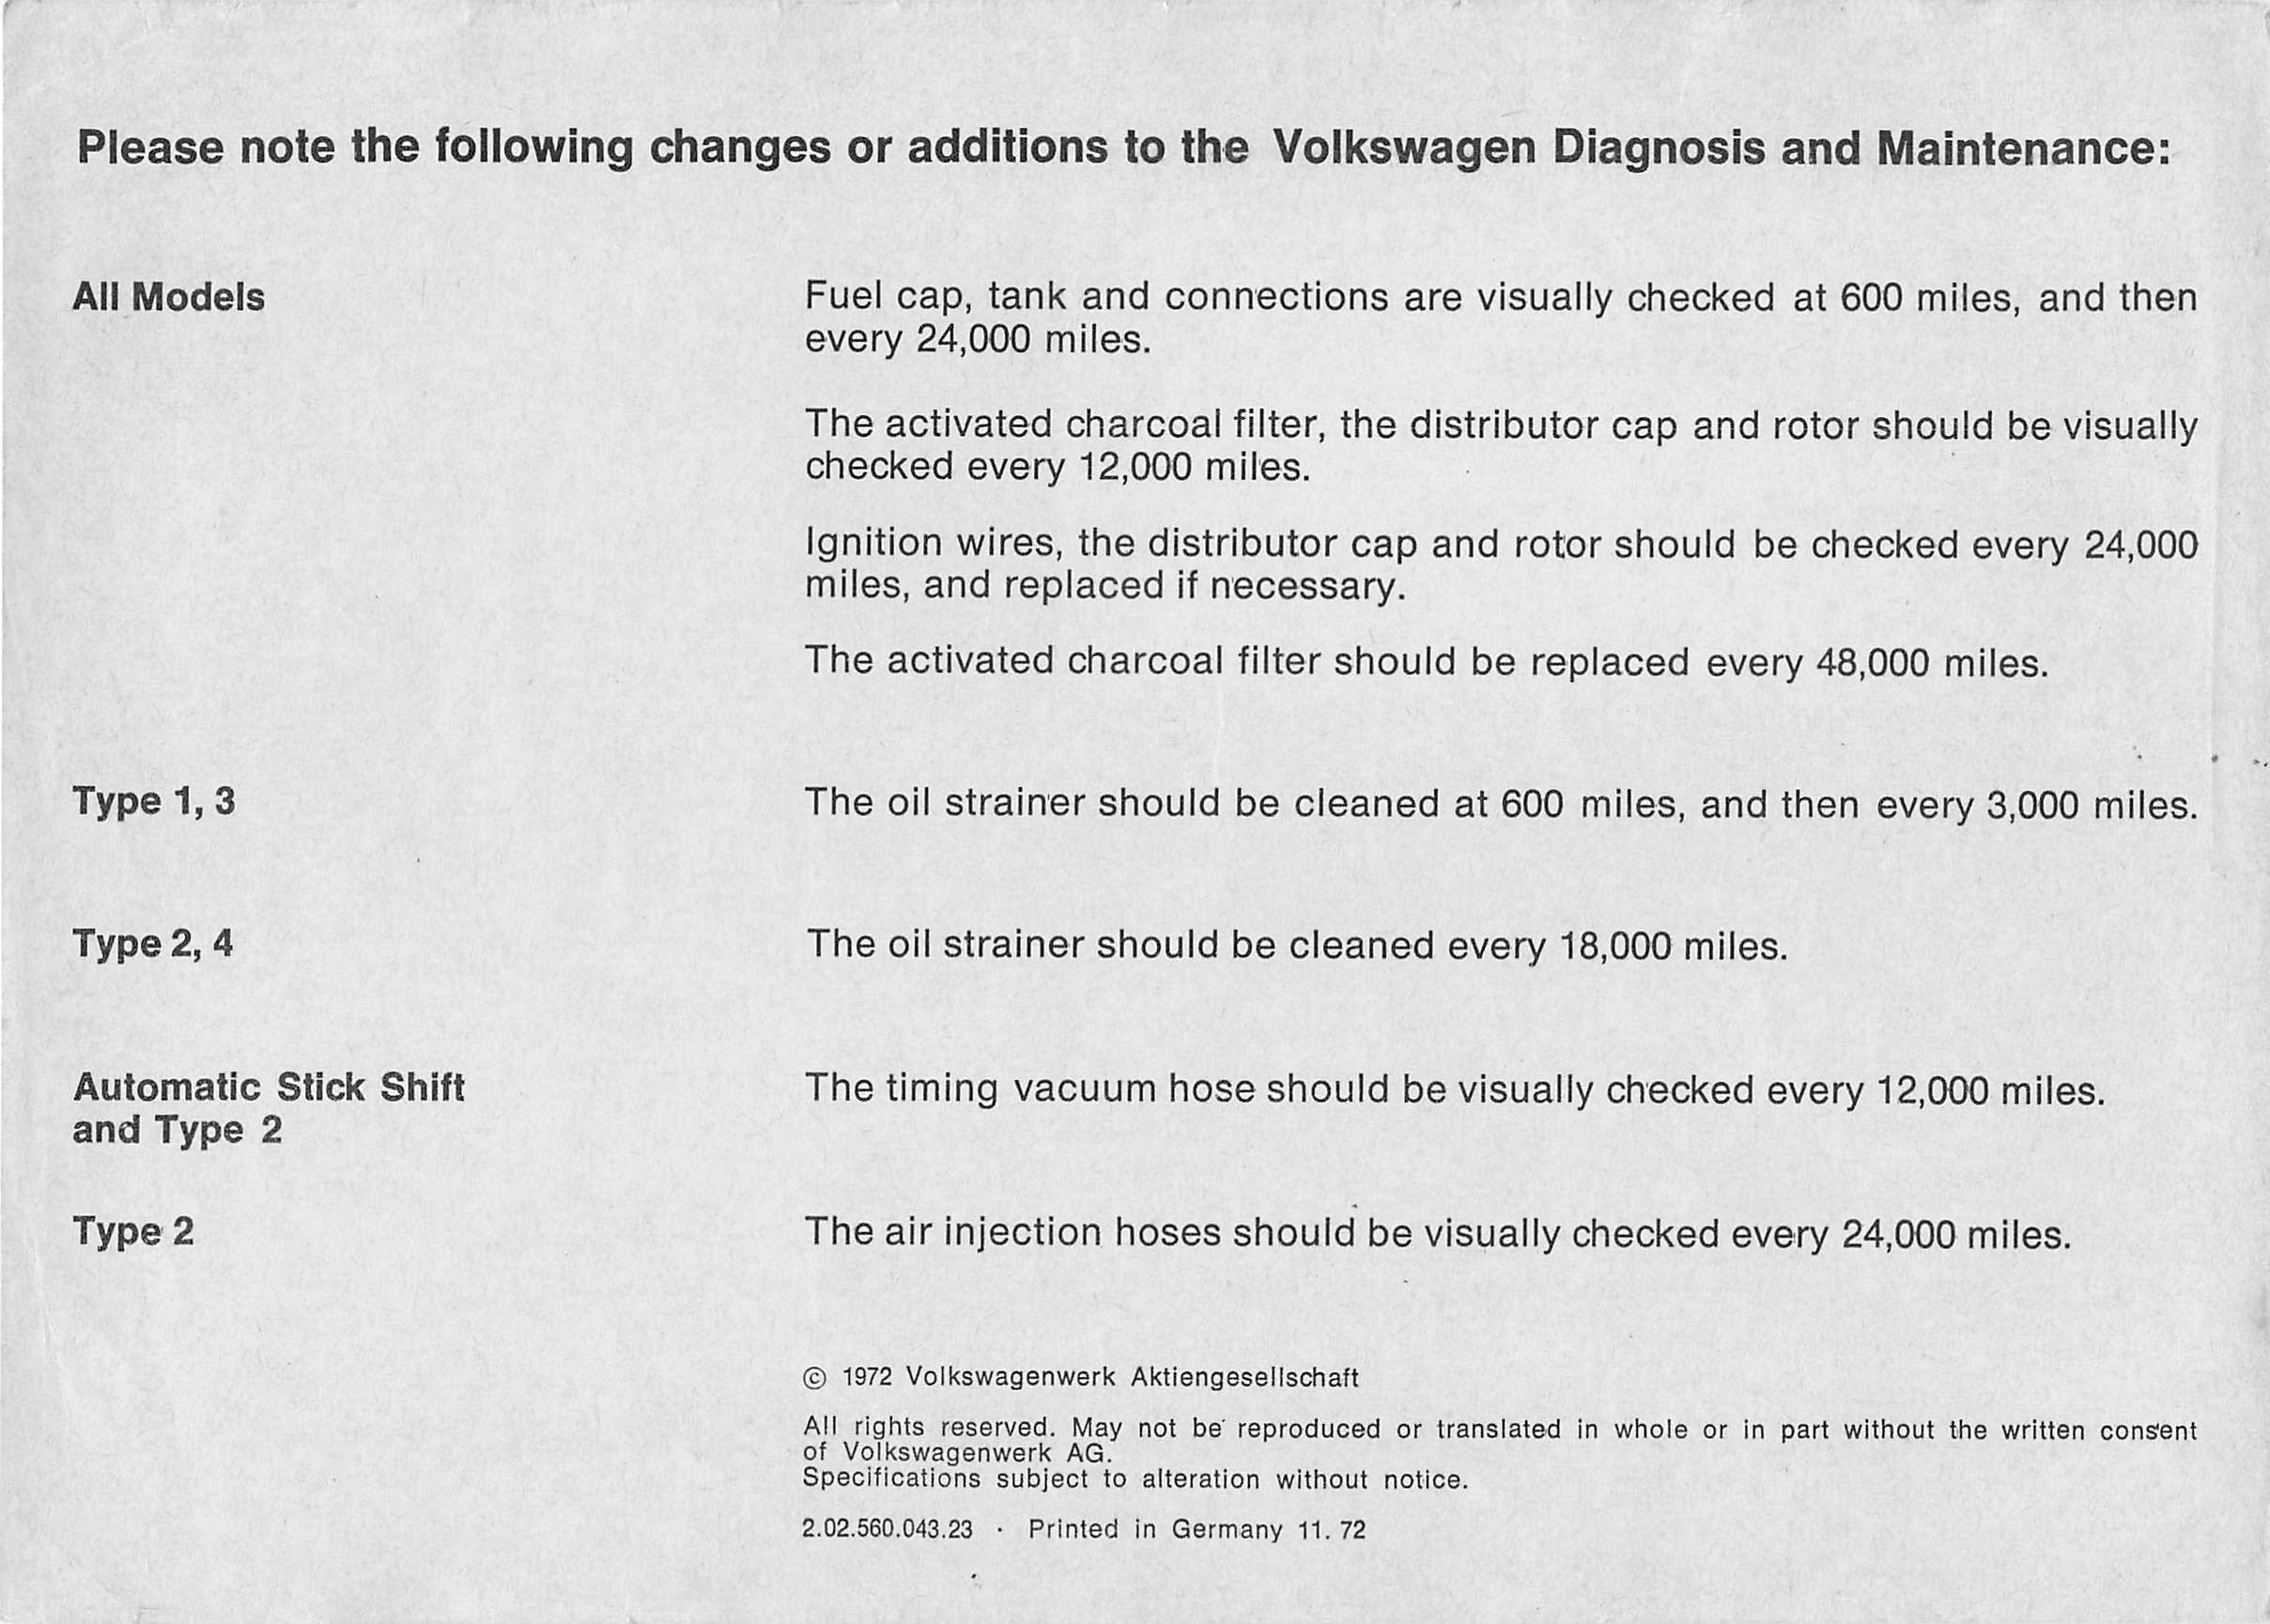 Please note the following changes or additions to the Volkswagen Diagnosis and Maintenance:
All Models
Fuel cap, tank and connections are visually checked at 600 miles, and then
every 24,000 miles.
The activated charcoal filter, the distributor cap and rotor should be visually
checked every 12,000 miles.
Ignition wires, the distributor cap and rotor should be checked every 24,000
miles, and replaced if necessary.
The activated charcoal filter should be replaced every 48,000 miles.
Type 1, 3
The oil strainer should be cleaned at 600 miles, and then every 3,000 miles.
Type 2, 4
The oil strainer should be cleaned every 18,000 miles.
Automatic Stick Shift
and Type 2
The timing vacuum hose should be visually checked every 12,000 miles.
Type 2
The air injection hoses should be visually checked every 24,000 miles.
© 1972 Volkswagenwerk Aktiengesellschaft
All rights reserved. May not be reproduced or translated in whole or in part without the written consent
of Volkswagenwerk AG.
Specifications subject to alteration without notice.
2.02.560.043.23 · Printed in Germany 11. 72